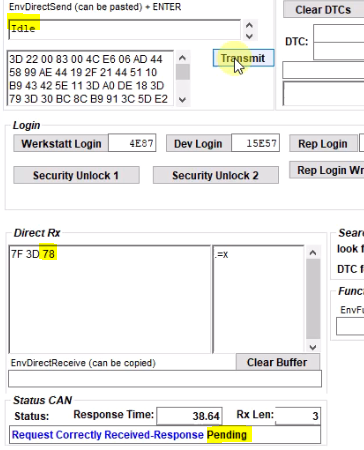 EnvDirectSend (can be pasted) + ENTER
Clear DTCs
Idle
DTC:
3D 22 00 83 00 4C E6 06 AD 44
58 99 AE 44 19 2F 21 44 51 10
B9 43 42 5E 11 3D A0 DE 18 3D
79 3D 30 BC 8C B9 91 3C 5D E2
Transmit
Login
Werkstatt Login 4E87 Dev Login 15E57 Rep Login
Security Unlock 1 Security Unlock 2 Rep Login Wr
Direct Rx
Sear
7F 3D 78 .=x
look f
DTC f
Func
EnvFu
EnvDirectReceive (can be copied) Clear Buffer
Status CAN
Status: Response Time: 38.64 Rx Len: 3
Request Correctly Received-Response Pending